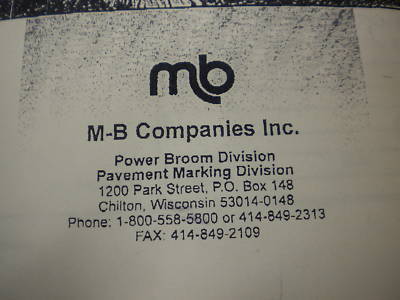 mb
M-B Companies Inc.
Power Broom Division
Pavement Marking Division
1200 Park Street, P.O. Box 148
Chilton, Wisconsin 53014-0148
Phone: 1-800-558-5800 or 414-849-2313
FAX: 414-849-2109